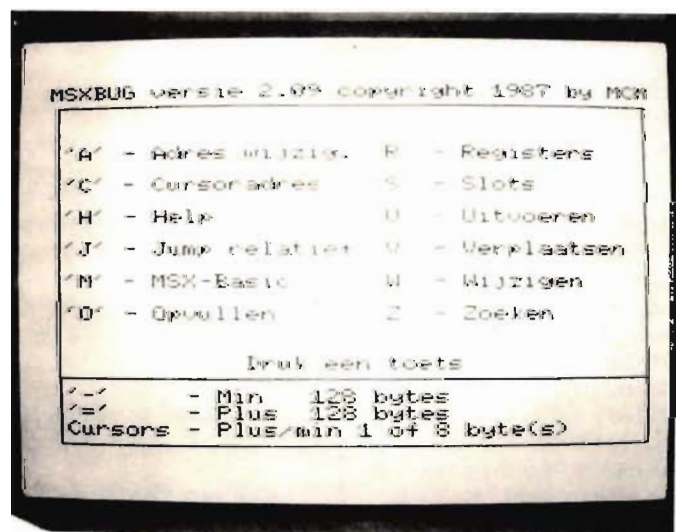 MSXBUG versie 2.09 copyright 1987 by MCM
'A' - Adres wijzig. R - Registers
'C' - Cursoradres S - Slots
'H' - Help U - Uitvoeren
'J' - Jump relatief V - Verplaatsen
'M' - MSX-Basic W - Wijzigen
'O' - Opvullen Z - Zoeken
Druk een toets
'-' - Min 128 bytes
'=' - Plus 128 bytes
Cursors - Plus/min 1 of 8 byte(s)